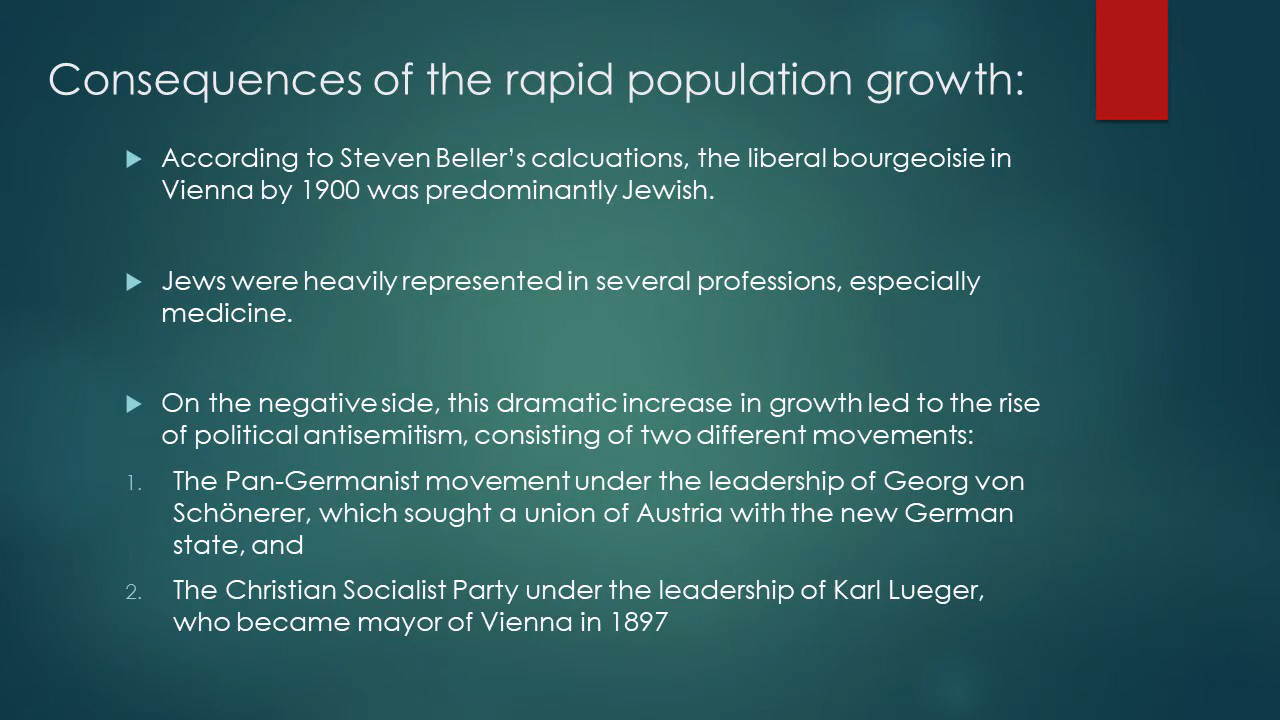 Consequences of the rapid population growth:
According to Steven Beller’s calcuations, the liberal bourgeoisie in
Vienna by 1900 was predominantly Jewish.
Jews were heavily represented in several professions, especially
medicine.
On the negative side, this dramatic increase in growth led to the rise
of political antisemitism, consisting of two different movements:
1. The Pan-Germanist movement under the leadership of Georg von
Schönerer, which sought a union of Austria with the new German
state, and
2. The Christian Socialist Party under the leadership of Karl Lueger,
who became mayor of Vienna in 1897